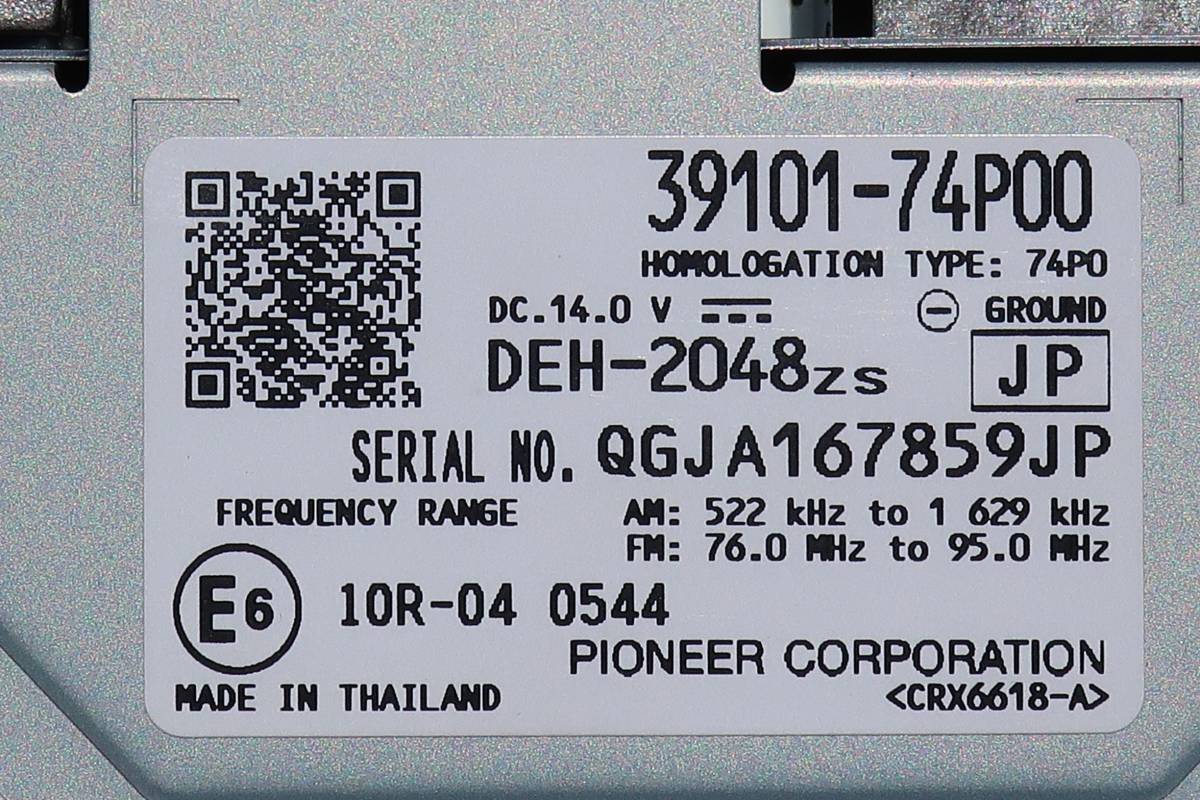 39101-74P00
HOMOLOGATION TYPE: 74P0
DC.14.0 V ⎓ ⊖ GROUND
DEH-2048zs JP
SERIAL NO. QGJA167859JP
FREQUENCY RANGE AM: 522 kHz to 1 629 kHz
FM: 76.0 MHz to 95.0 MHz
E6 10R-04 0544
PIONEER CORPORATION
MADE IN THAILAND <CRX6618-A>